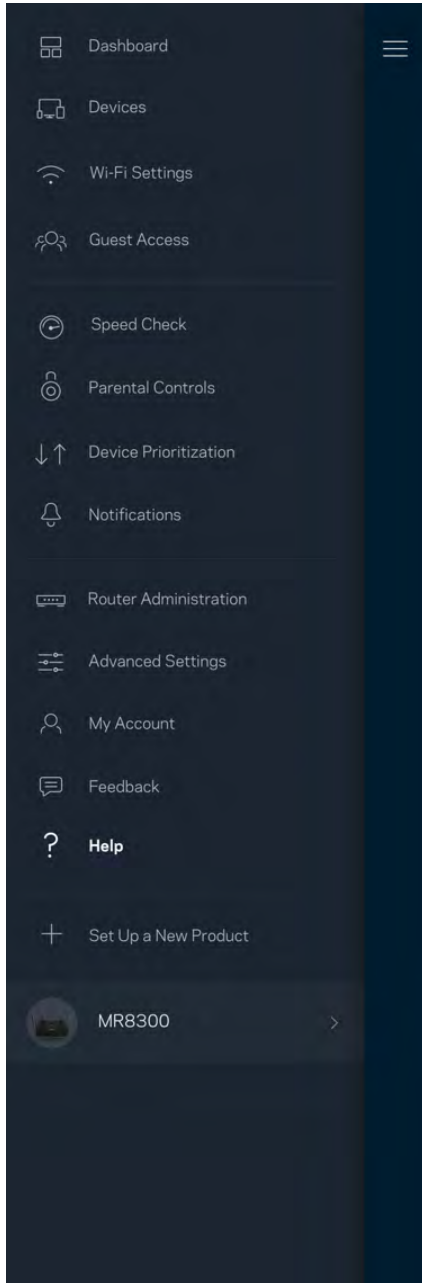 Dashboard
Devices
Wi-Fi Settings
Guest Access
Speed Check
Parental Controls
Device Prioritization
Notifications
Router Administration
Advanced Settings
My Account
Feedback
? Help
Set Up a New Product
MR8300